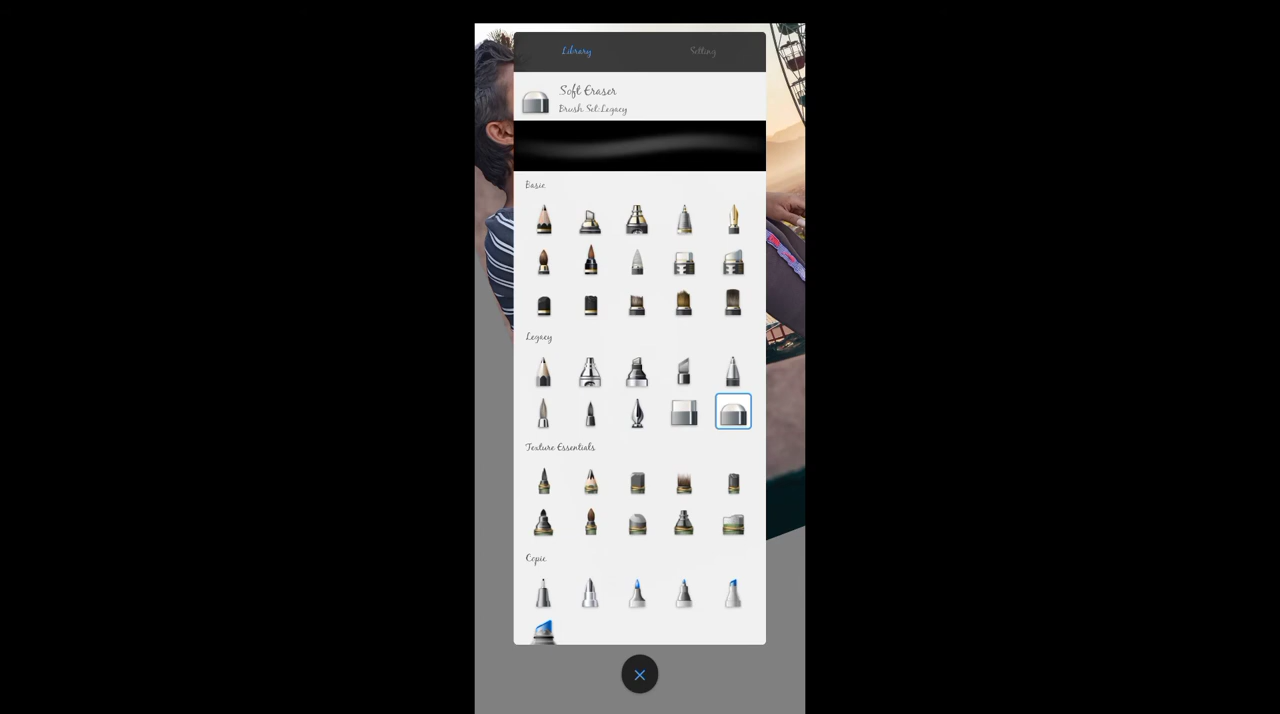 Library
Setting
Soft Eraser
Brush Set:Legacy
Basic
Legacy
Texture Essentials
Copic